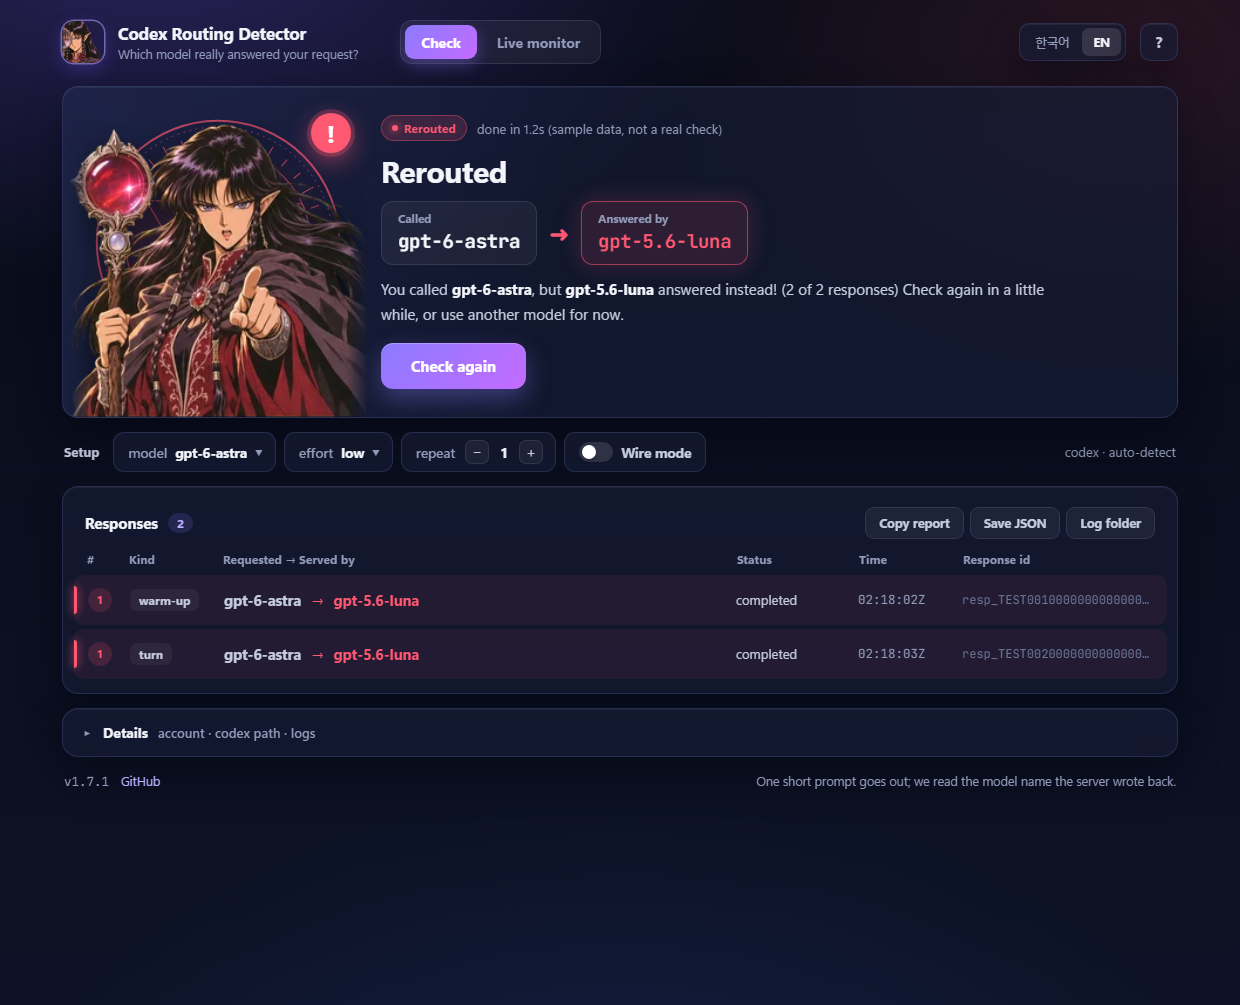 Codex Routing Detector
Which model really answered your request?
Check
Live monitor
한국어
EN
?
!
Rerouted
done in 1.2s (sample data, not a real check)
Rerouted
Called
gpt-6-astra
➜
Answered by
gpt-5.6-luna
You called gpt-6-astra, but gpt-5.6-luna answered instead! (2 of 2 responses) Check again in a little
while, or use another model for now.
Check again
Setup
model gpt-6-astra ▾
effort low ▾
repeat − 1 +
Wire mode
codex · auto-detect
Responses 2
Copy report
Save JSON
Log folder
# Kind Requested → Served by Status Time Response id
1 warm-up gpt-6-astra → gpt-5.6-luna completed 02:18:02Z resp_TEST0010000000000000…
1 turn gpt-6-astra → gpt-5.6-luna completed 02:18:03Z resp_TEST0020000000000000…
▸ Details account · codex path · logs
v1.7.1 GitHub
One short prompt goes out; we read the model name the server wrote back.